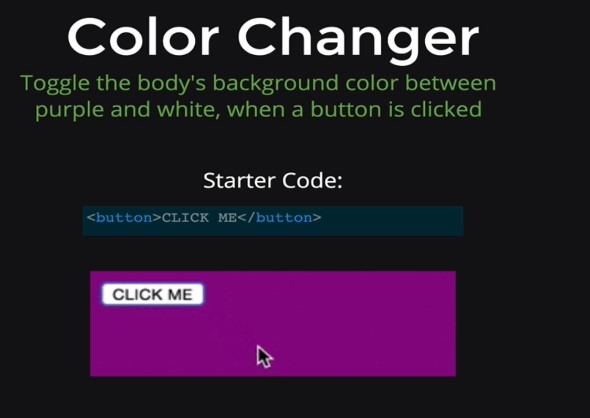 Color Changer
Toggle the body's background color between
purple and white, when a button is clicked
Starter Code:
<button>CLICK ME</button>
CLICK ME